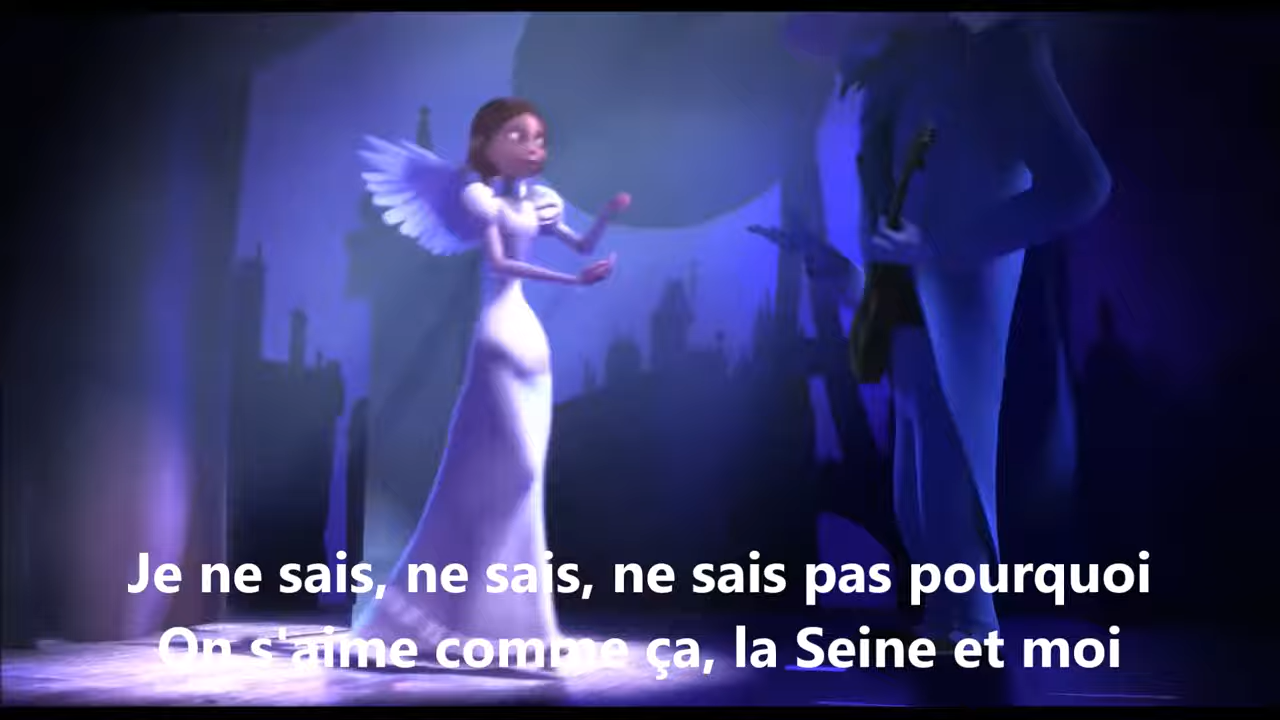 Je ne sais, ne sais, ne sais pas pourquoi
On s'aime comme ça, la Seine et moi